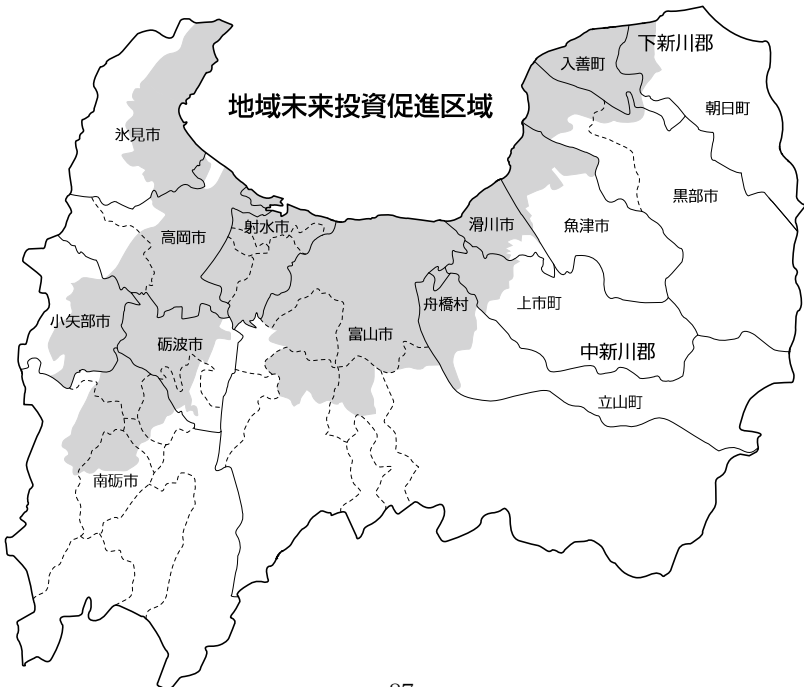 下新川郡
入善町
地域未来投資促進区域
朝日町
氷見市
黒部市
射水市
滑川市
魚津市
高岡市
舟橋村
上市町
小矢部市
富山市
砺波市
中新川郡
立山町
南砺市